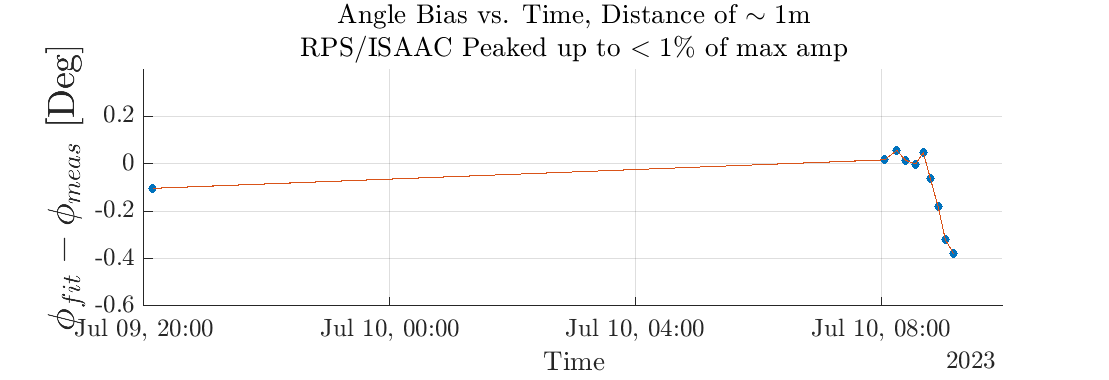 Angle Bias vs. Time, Distance of ∼ 1m
RPS/ISAAC Peaked up to < 1% of max amp
ϕ_fit − ϕ_meas [Deg]
0.2
0
-0.2
-0.4
-0.6
Jul 09, 20:00 Jul 10, 00:00 Jul 10, 04:00 Jul 10, 08:00
Time
2023